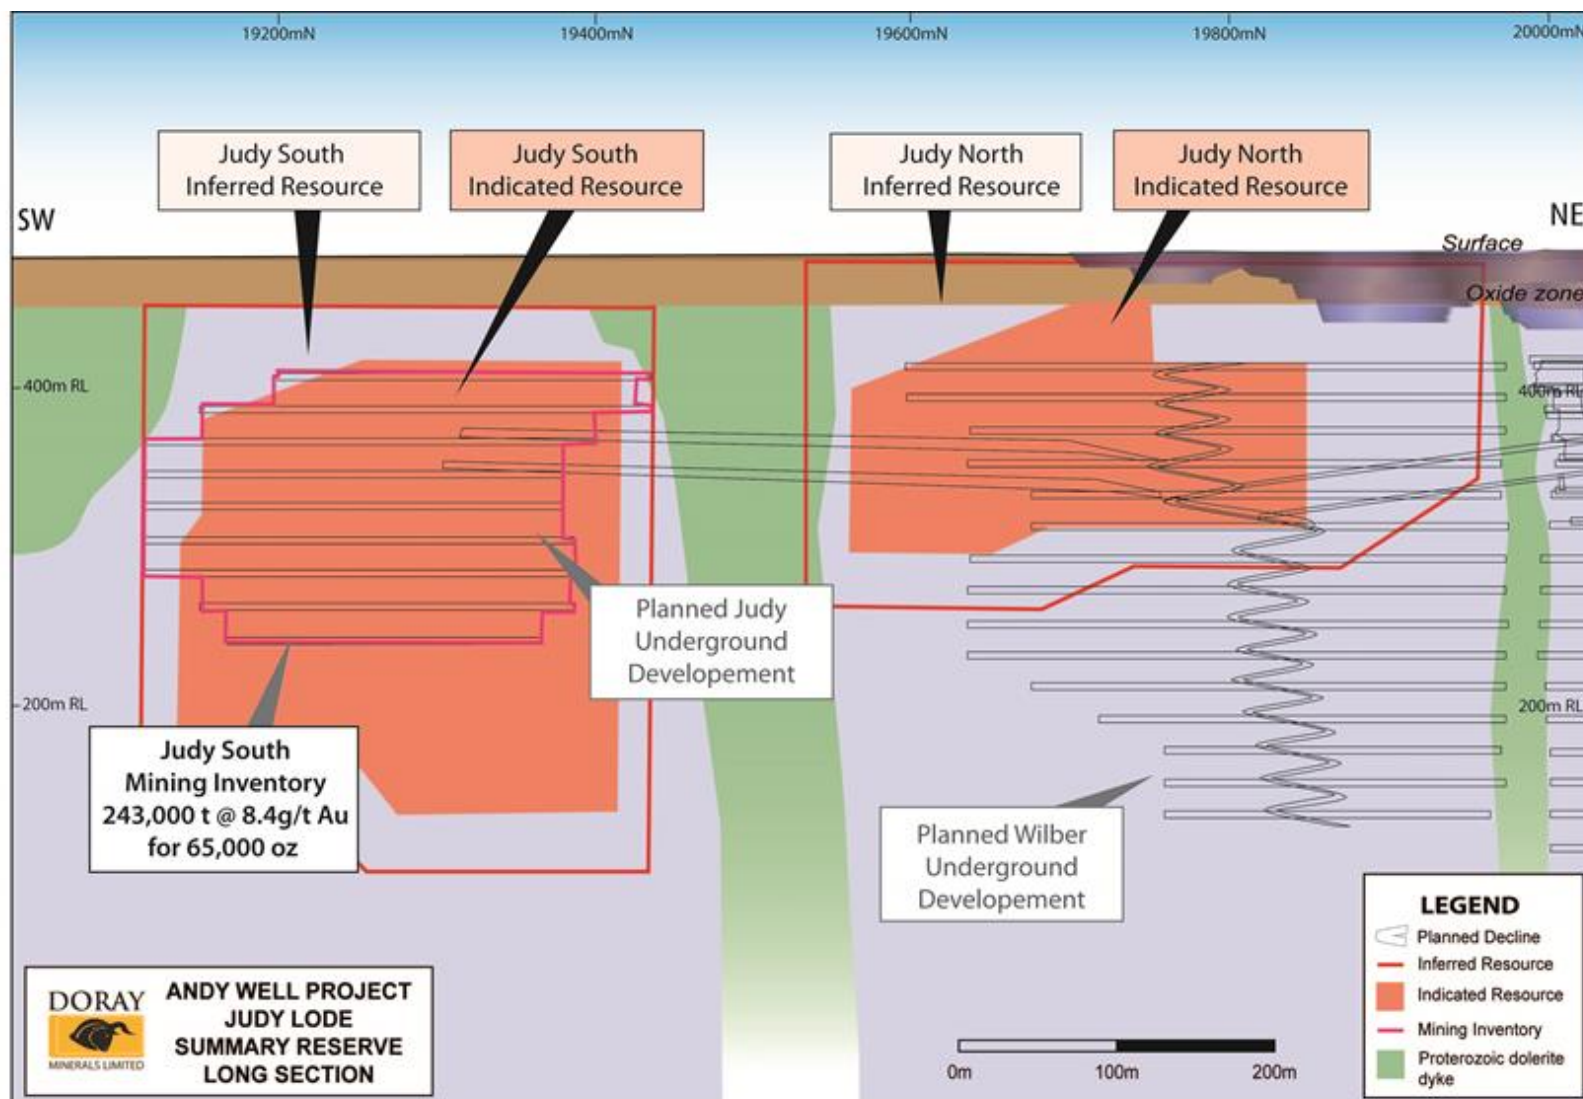 19200mN
19400mN
19600mN
19800mN
20000mN
Judy South
Inferred Resource
Judy South
Indicated Resource
Judy North
Inferred Resource
Judy North
Indicated Resource
SW
NE
Surface
Oxide zone
400m RL
400m RL
Planned Judy
Underground
Developement
200m RL
200m RL
Judy South
Mining Inventory
243,000 t @ 8.4g/t Au
for 65,000 oz
Planned Wilber
Underground
Developement
LEGEND
Planned Decline
Inferred Resource
Indicated Resource
Mining Inventory
Proterozoic dolerite
dyke
DORAY
MINERALS LIMITED
ANDY WELL PROJECT
JUDY LODE
SUMMARY RESERVE
LONG SECTION
0m
100m
200m